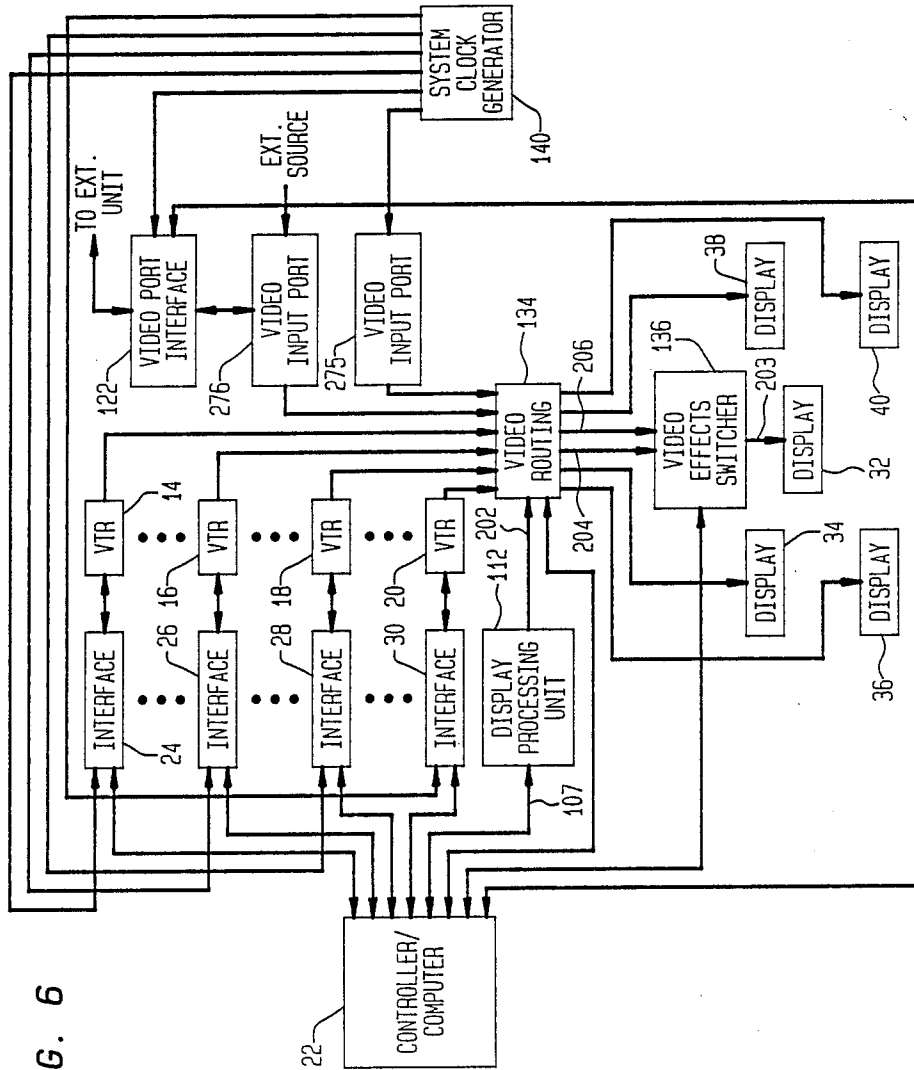 G. 6
SYSTEM
CLOCK
GENERATOR
140
TO EXT.
UNIT
VIDEO PORT
INTERFACE
122
EXT.
SOURCE
VIDEO
INPUT PORT
276
VIDEO
INPUT PORT
275
INTERFACE
24
VTR
14
INTERFACE
26
VTR
16
INTERFACE
28
VTR
18
INTERFACE
30
VTR
20
DISPLAY
PROCESSING
UNIT
112
107
202
VIDEO
ROUTING
134
204
206
CONTROLLER/
COMPUTER
22
VIDEO
EFFECTS
SWITCHER
136
203
DISPLAY
34
DISPLAY
36
DISPLAY
32
DISPLAY
38
DISPLAY
40